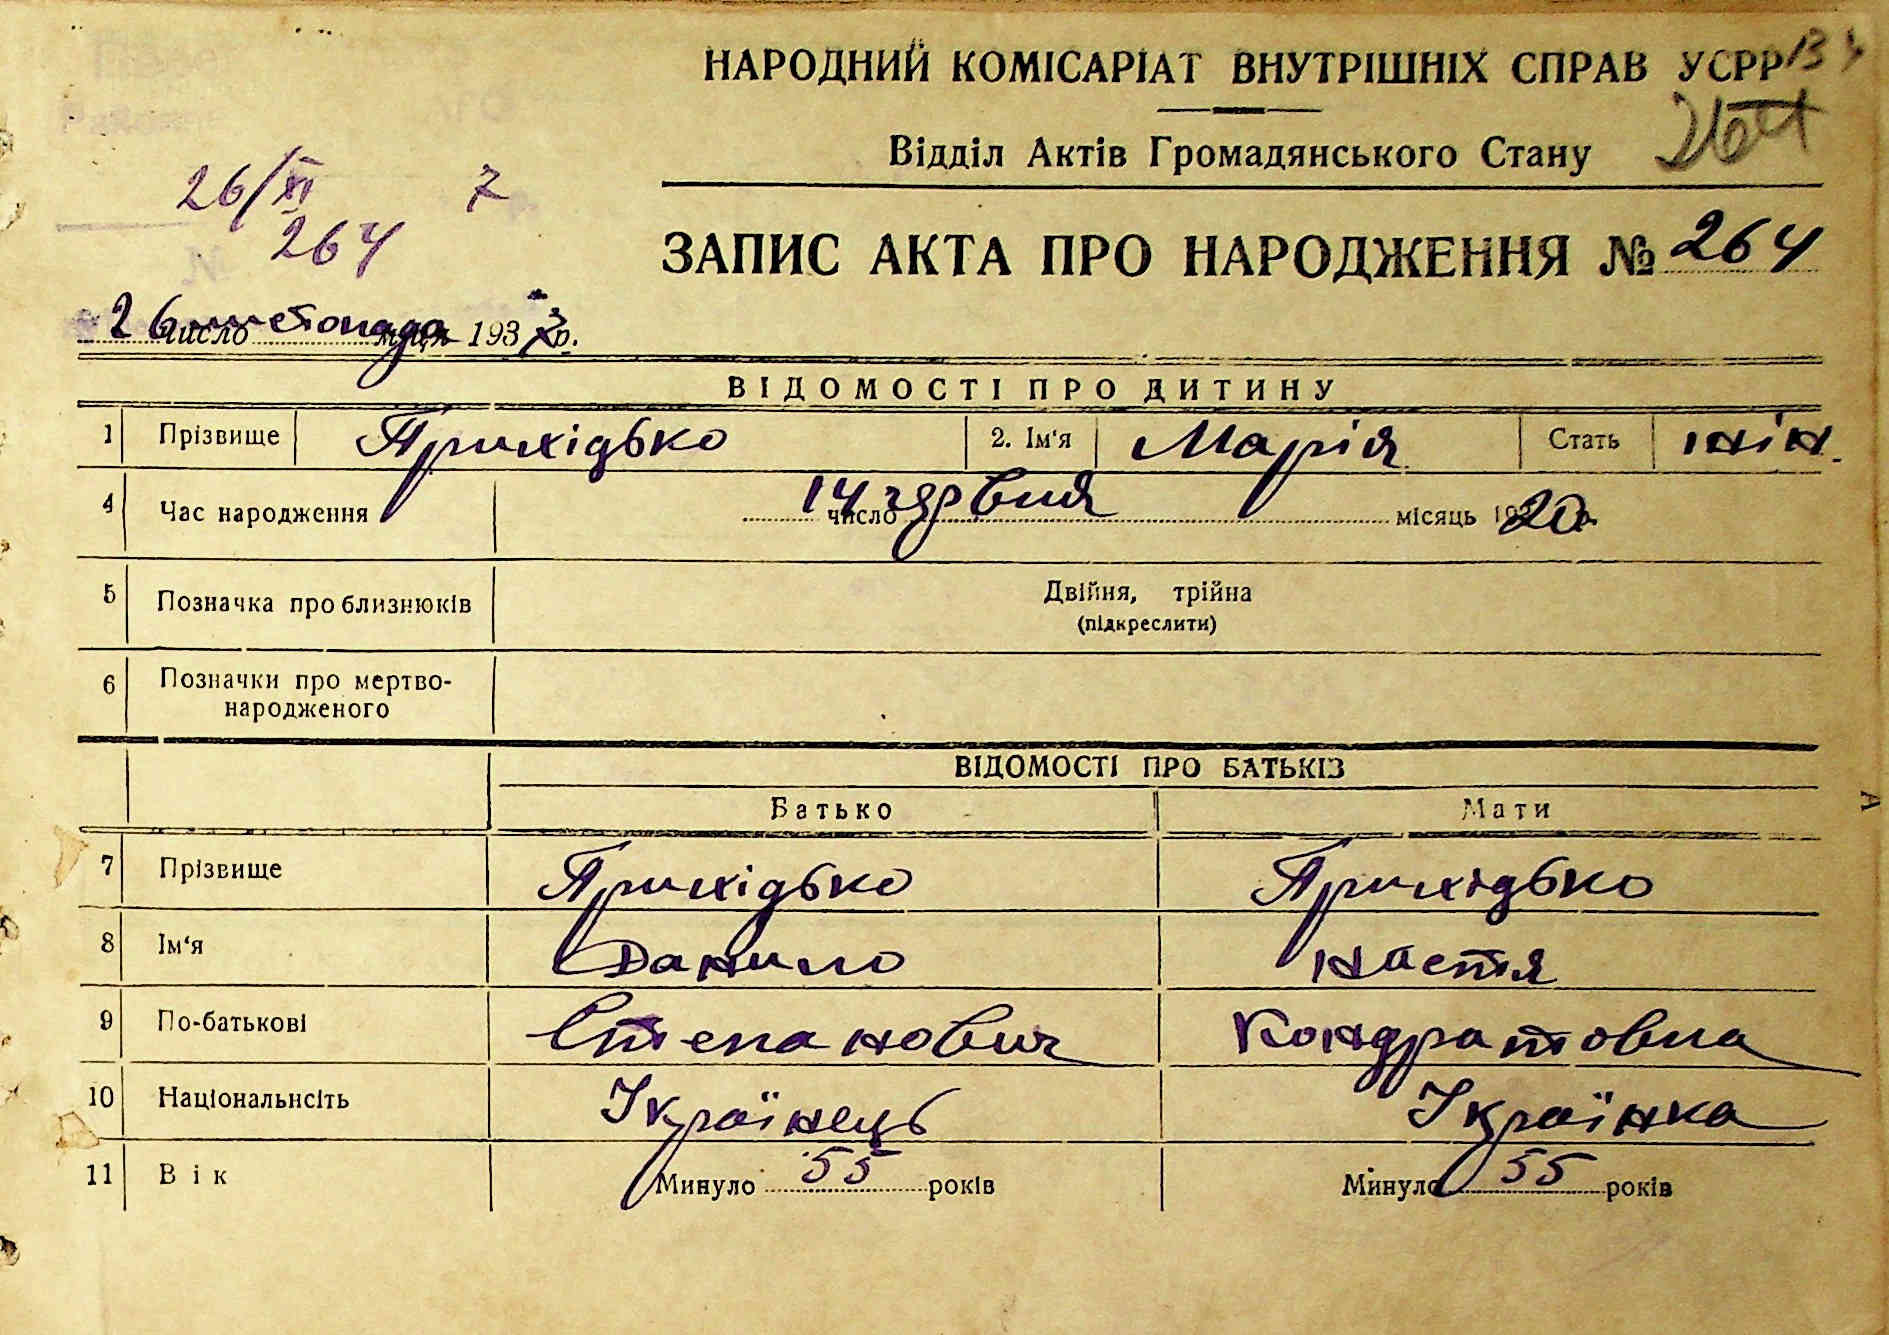 НАРОДНИЙ КОМІСАРІАТ ВНУТРІШНІХ СПРАВ УСРР
Відділ Актів Громадянського Стану
26/XI 7
264
ЗАПИС АКТА ПРО НАРОДЖЕННЯ № 264
26 число листопада м-ця 193 р.
ВІДОМОСТІ ПРО ДИТИНУ
1 Прізвище Прихідько 2. Ім'я Марія Стать жін.
4 Час народження 14 число червня місяць 1920
5 Позначка про близнюків Двійня, трійна
(підкреслити)
6 Позначки про мертво-
народженого
ВІДОМОСТІ ПРО БАТЬКІЗ
Батько Мати
7 Прізвище Прихідько Прихідько
8 Ім'я Данило Настя
9 По-батькові Степанович Кондратовна
10 Національнсіть Українець Українка
11 Вік Минуло 55 років Минуло 55 років